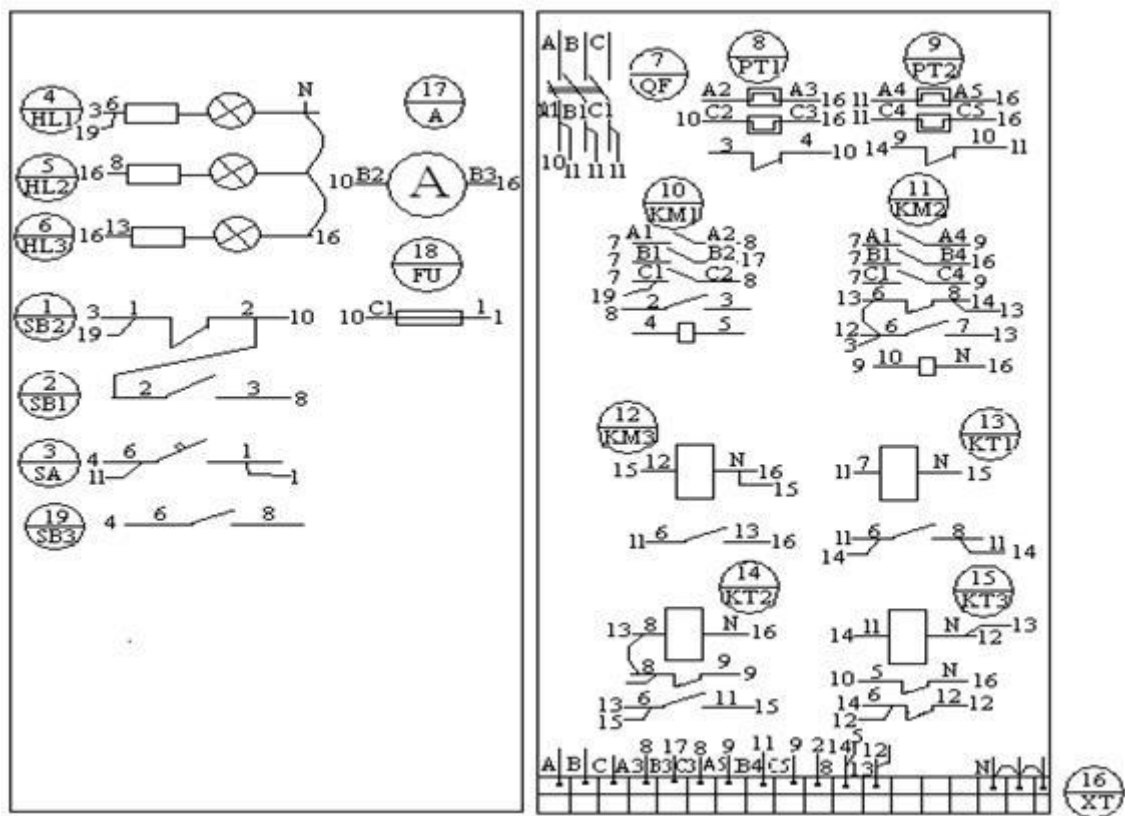 4
HL1
3 6
19
N
5
HL2
16 8
6
HL3
16 13
16
17
A
10 B2 A B3 16
18
FU
10 C1 1 1
1
SB2
3 1 2 10
19
2
SB1
2 3 8
3
SA
4 6 1
11 1
19
SB3
4 6 8
A B C
B1 C1
10 11 11 11
7
QF
8
PT1
A2 A3 16
10 C2 C3 16
3 4 10
9
PT2
11 A4 A5 16
11 C4 C5 16
14 9 10 11
10
KM1
7 A1 A2 8
7 B1 B2 17
7 C1 C2 8
19
8 2 3
4 5
11
KM2
7 A1 A4 9
7 B1 B4 16
7 C1 C4 9
13 6 8 14 13
12 6 7 13
3
9 10 N 16
12
KM3
15 12 N 16
15
11 6 13 16
13
KT1
11 7 N 15
11 6 8 11
14 14
14
KT2
13 8 N 16
8 9 9
13 6 11 15
15
15
KT3
14 11 N 12 13
10 5 N 16
14 6 12 12
12
8 17 8 9 11 9 2 14 5 12
A B C A3 B3 C3 A5 B4 C5 8 13 N
16
XT